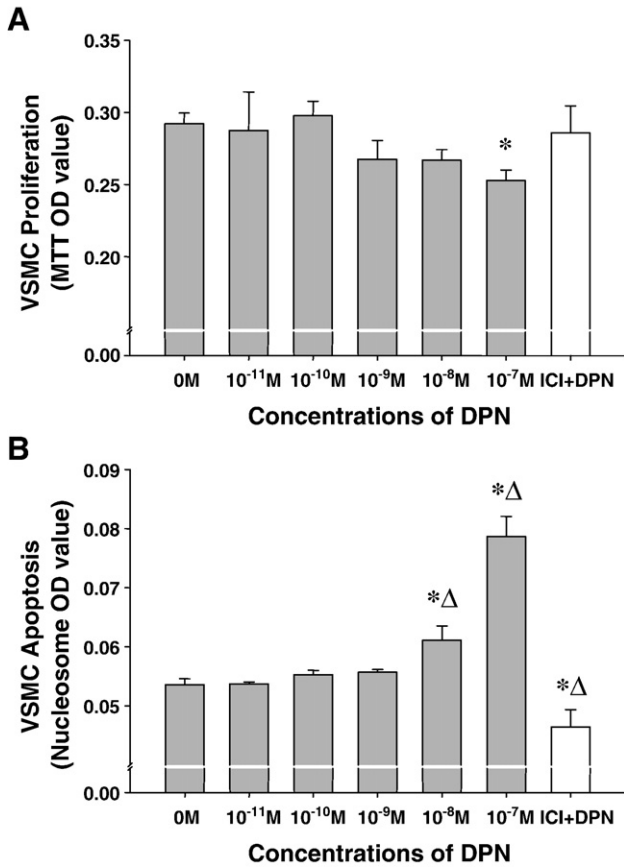 A
VSMC Proliferation
(MTT OD value)
0.35
0.30
0.25
0.20
0.00
*
0M 10⁻¹¹M 10⁻¹⁰M 10⁻⁹M 10⁻⁸M 10⁻⁷M ICI+DPN
Concentrations of DPN
B
VSMC Apoptosis
(Nucleosome OD value)
0.09
0.08
0.07
0.06
0.05
0.00
*Δ
*Δ
*Δ
0M 10⁻¹¹M 10⁻¹⁰M 10⁻⁹M 10⁻⁸M 10⁻⁷M ICI+DPN
Concentrations of DPN